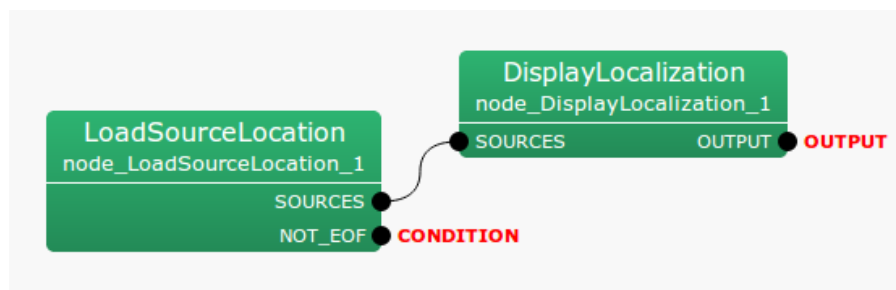 DisplayLocalization
node_DisplayLocalization_1
SOURCES OUTPUT OUTPUT
LoadSourceLocation
node_LoadSourceLocation_1
SOURCES
NOT_EOF CONDITION